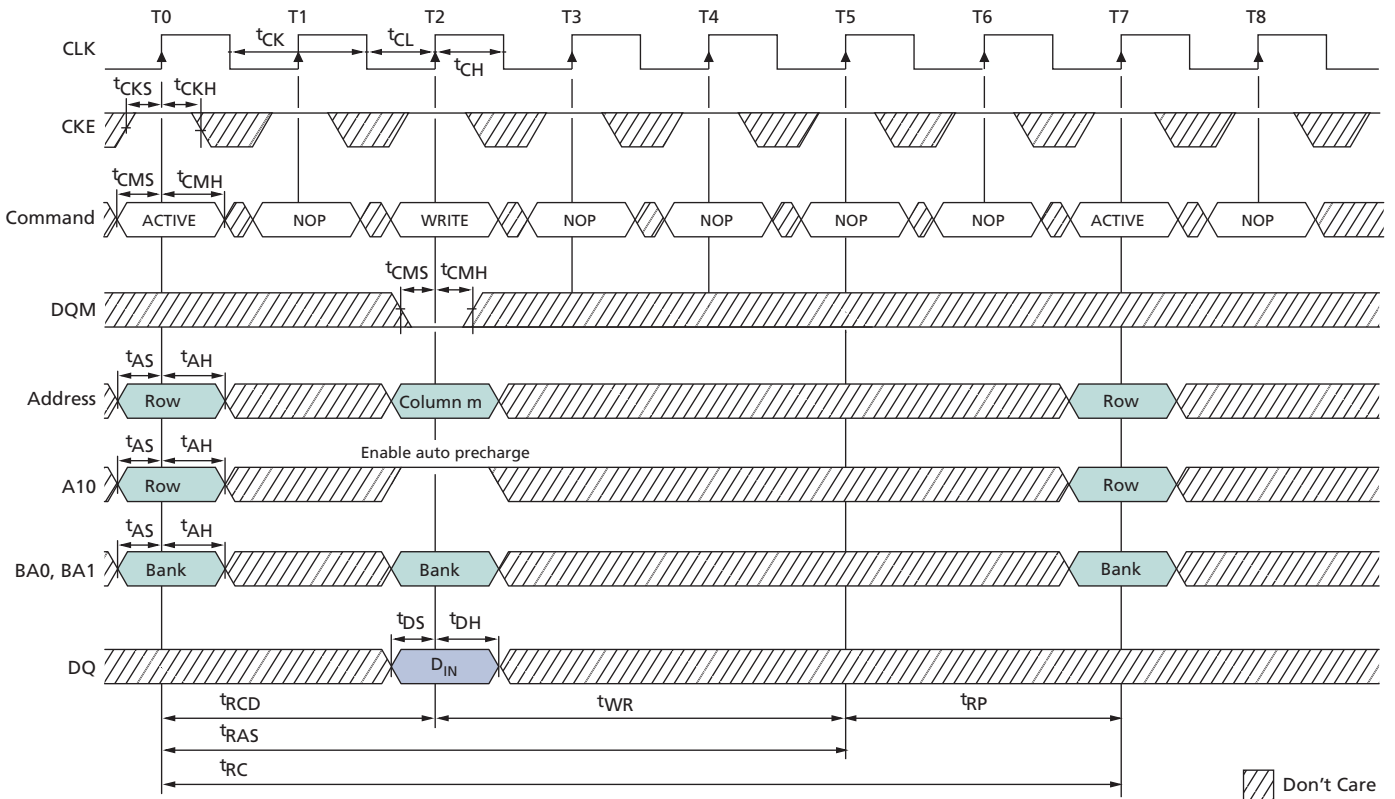 T0 T1 T2 T3 T4 T5 T6 T7 T8
CLK
tCK tCL
tCH
tCKS tCKH
CKE
tCMS tCMH
Command ACTIVE NOP WRITE NOP NOP NOP NOP ACTIVE NOP
tCMS tCMH
DQM
tAS tAH
Address Row Column m Row
tAS tAH Enable auto precharge
A10 Row Row
tAS tAH
BA0, BA1 Bank Bank Bank
tDS tDH
DQ DIN
tRCD tWR tRP
tRAS
tRC
Don't Care